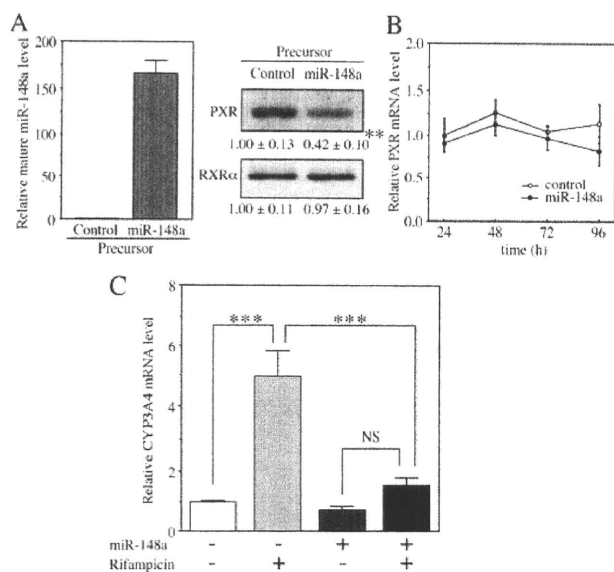 A
Relative mature miR-148a level
200
150
100
50
0
Control miR-148a
Precursor
Precursor
Control miR-148a
PXR
1.00 ± 0.13 0.42 ± 0.10
**
RXRα
1.00 ± 0.11 0.97 ± 0.16
B
Relative PXR mRNA level
2.0
1.5
1.0
0.5
0.0
control
miR-148a
24 48 72 96
time (h)
C
Relative CYP3A4 mRNA level
8
6
4
2
0
*** ***
NS
miR-148a - - + +
Rifampicin - + - +